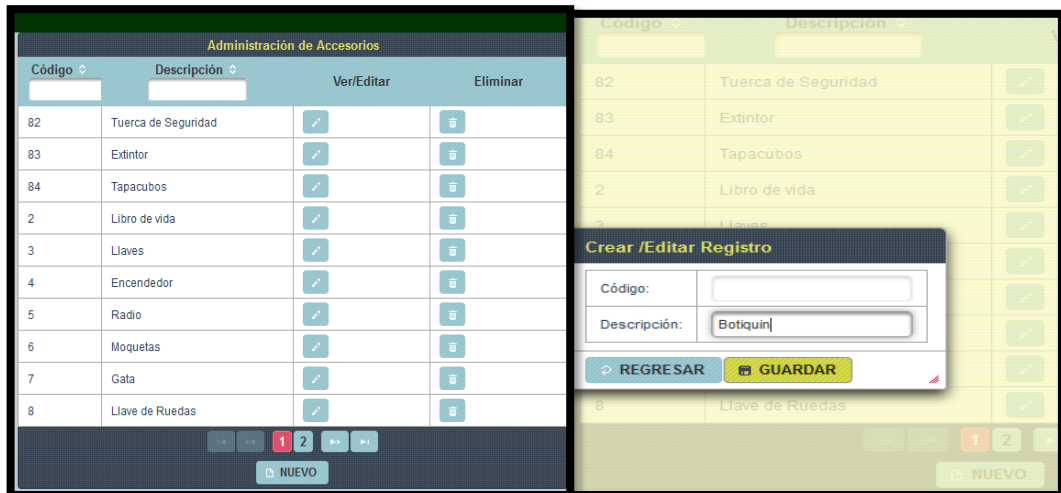 Administración de Accesorios
Código Descripción Ver/Editar Eliminar
82 Tuerca de Seguridad
83 Extintor
84 Tapacubos
2 Libro de vida
3 Llaves
4 Encendedor
5 Radio
6 Moquetas
7 Gata
8 Llave de Ruedas
1 2
NUEVO
Código Descripción
82 Tuerca de Seguridad
83 Extintor
84 Tapacubos
2 Libro de vida
3 Llaves
Crear /Editar Registro
Código:
Descripción: Botiquin
REGRESAR GUARDAR
8 Llave de Ruedas
1 2
NUEVO